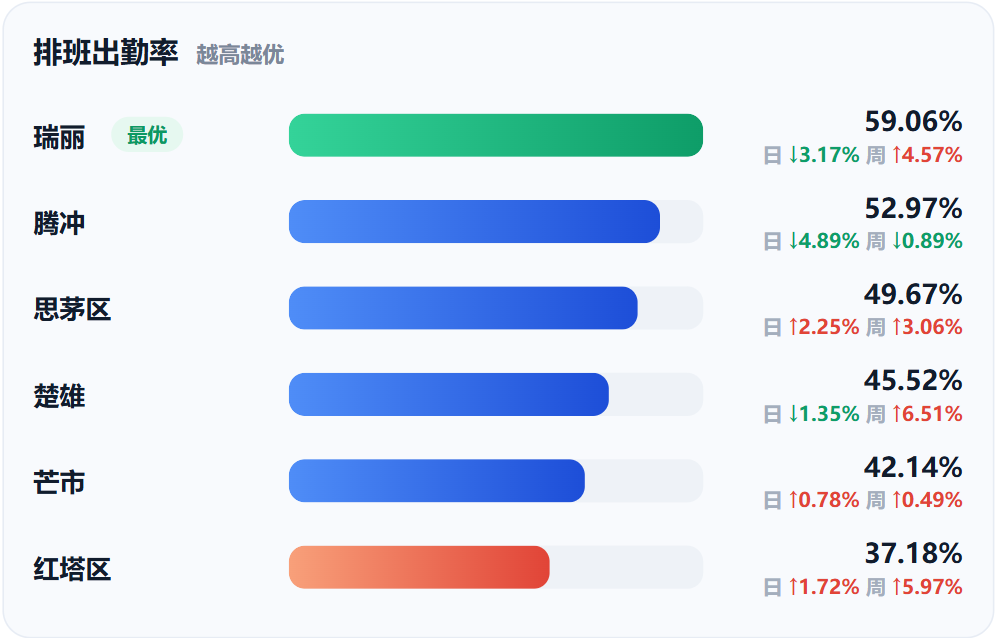 排班出勤率 越高越优
瑞丽 最优 59.06%
日 ↓3.17% 周 ↑4.57%
腾冲 52.97%
日 ↓4.89% 周 ↓0.89%
思茅区 49.67%
日 ↑2.25% 周 ↑3.06%
楚雄 45.52%
日 ↓1.35% 周 ↑6.51%
芒市 42.14%
日 ↑0.78% 周 ↑0.49%
红塔区 37.18%
日 ↑1.72% 周 ↑5.97%